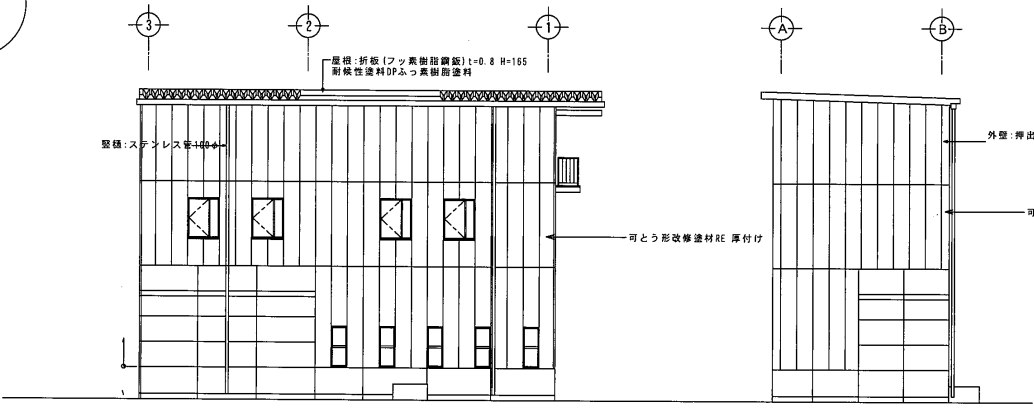 3
2
1
A
B
屋根:折板(フッ素樹脂鋼鈑)t=0.8 H=165
耐候性塗料DPふっ素樹脂塗料
竪樋:ステンレス管100φ
外壁:押出
可
可とう形改修塗材RE 厚付け